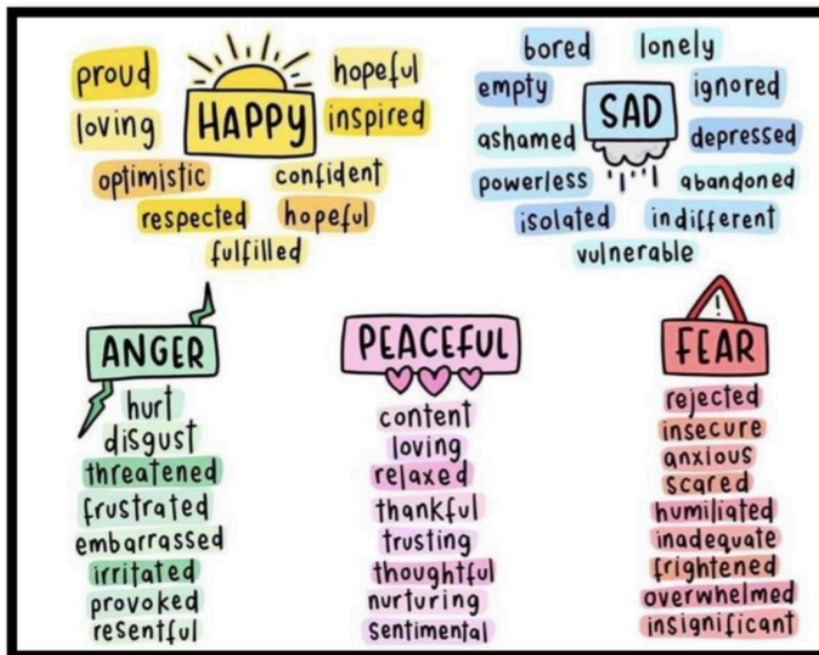 proud
hopeful
loving
HAPPY
inspired
optimistic
confident
respected
hopeful
fulfilled
bored
lonely
empty
SAD
ignored
ashamed
depressed
powerless
abandoned
isolated
indifferent
vulnerable
ANGER
hurt
disgust
threatened
frustrated
embarrassed
irritated
provoked
resentful
PEACEFUL
content
loving
relaxed
thankful
trusting
thoughtful
nurturing
sentimental
!
FEAR
rejected
insecure
anxious
scared
humiliated
inadequate
frightened
overwhelmed
insignificant